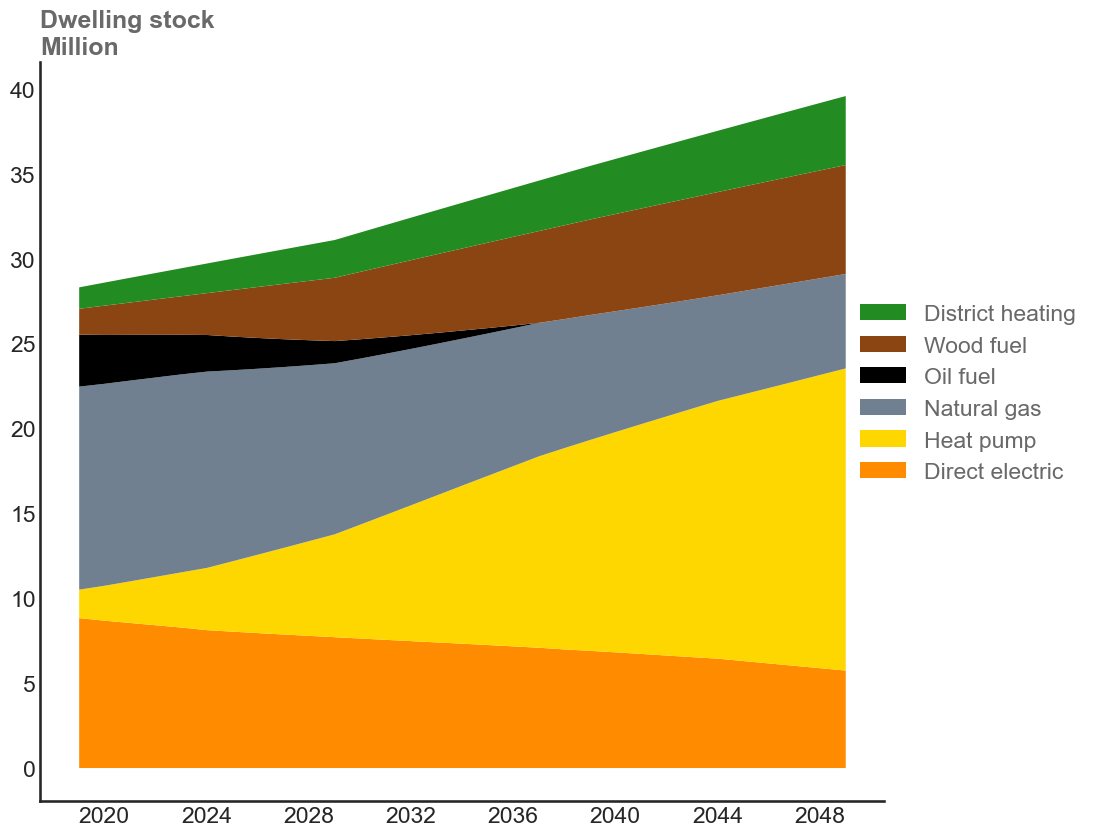 Dwelling stock
Million
40
35
30
25
20
15
10
5
0
2020 2024 2028 2032 2036 2040 2044 2048
District heating
Wood fuel
Oil fuel
Natural gas
Heat pump
Direct electric